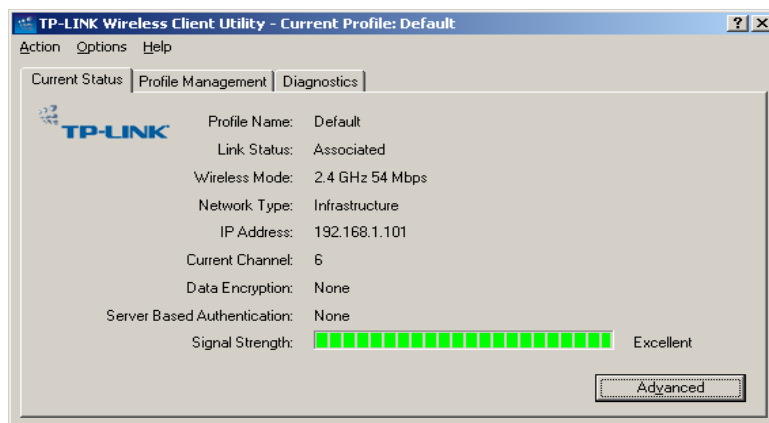 TP-LINK Wireless Client Utility - Current Profile: Default
Action Options Help
Current Status Profile Management Diagnostics
TP-LINK
Profile Name: Default
Link Status: Associated
Wireless Mode: 2.4 GHz 54 Mbps
Network Type: Infrastructure
IP Address: 192.168.1.101
Current Channel: 6
Data Encryption: None
Server Based Authentication: None
Signal Strength: Excellent
Advanced